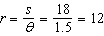 r = s/θ = 18/1.5 = 12